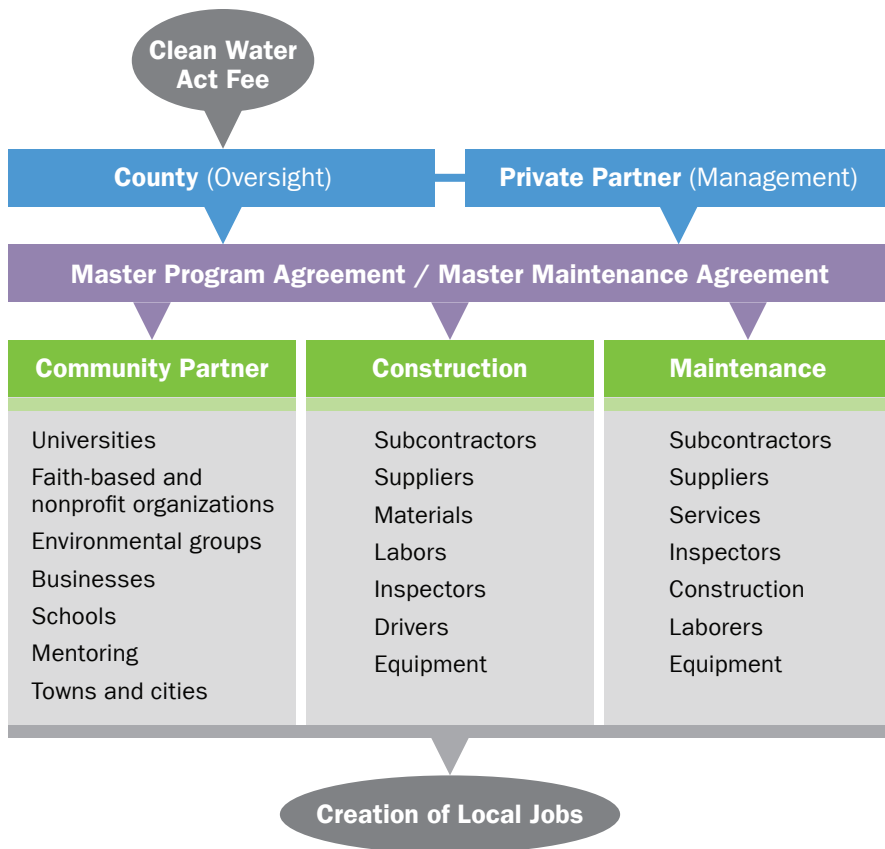 Clean Water
Act Fee
County (Oversight)
Private Partner (Management)
Master Program Agreement / Master Maintenance Agreement
Community Partner
Universities
Faith-based and
nonprofit organizations
Environmental groups
Businesses
Schools
Mentoring
Towns and cities
Construction
Subcontractors
Suppliers
Materials
Labors
Inspectors
Drivers
Equipment
Maintenance
Subcontractors
Suppliers
Services
Inspectors
Construction
Laborers
Equipment
Creation of Local Jobs